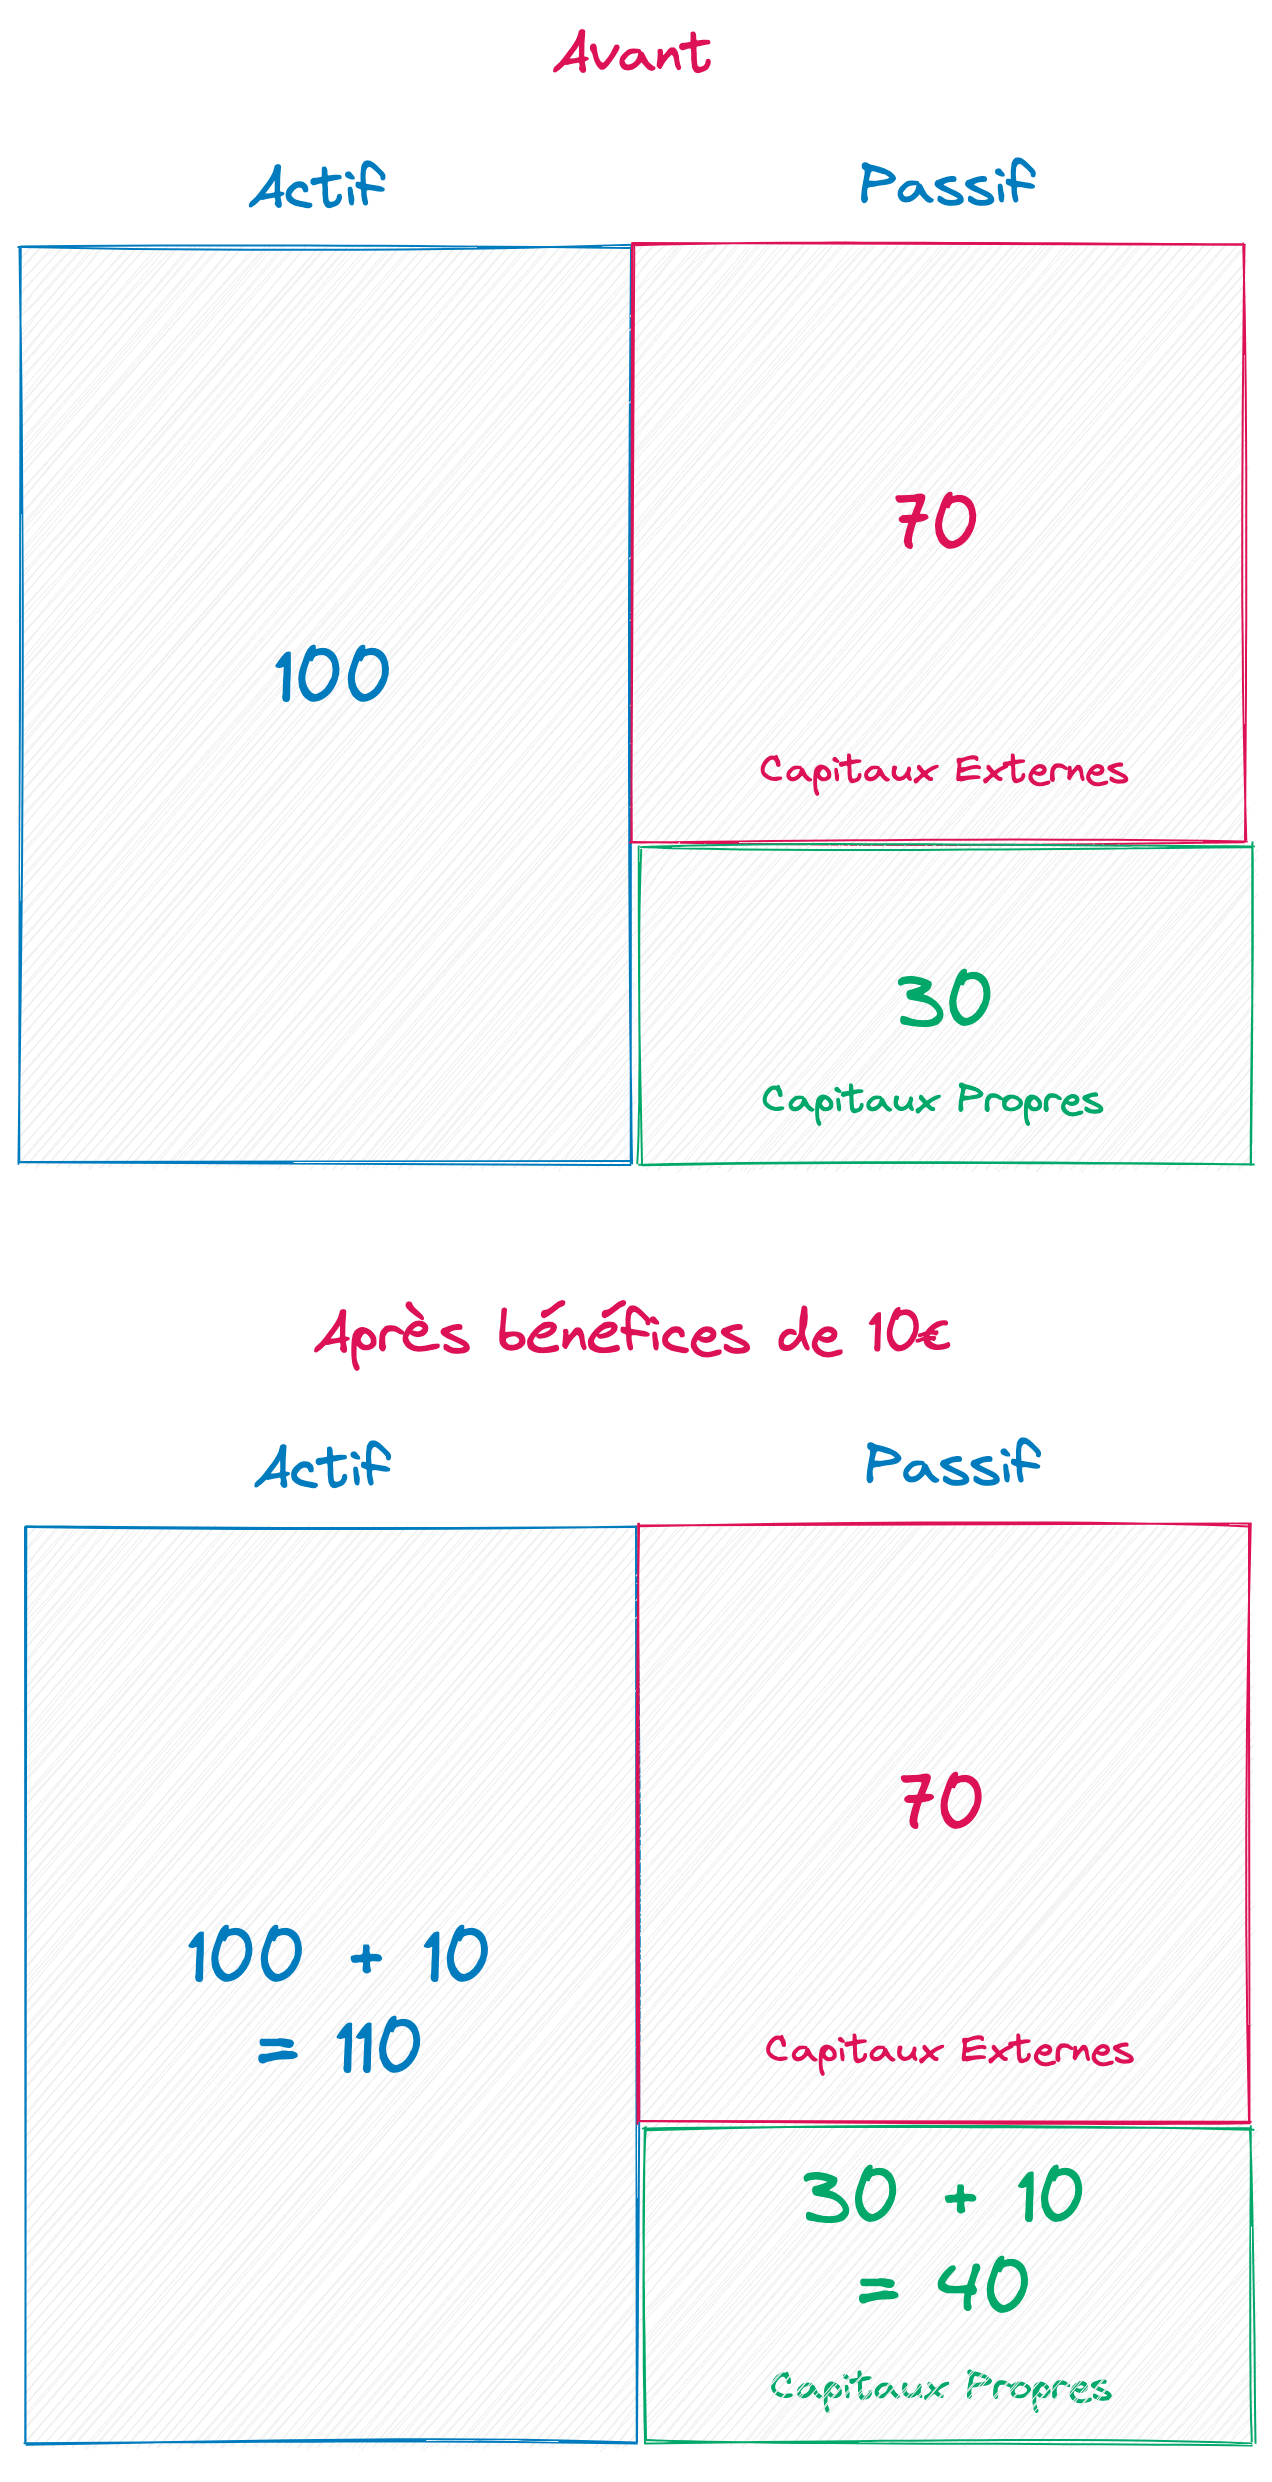 Avant
Actif
Passif
100
70
Capitaux Externes
30
Capitaux Propres
Après bénéfices de 10€
Actif
Passif
100 + 10
= 110
70
Capitaux Externes
30 + 10
= 40
Capitaux Propres